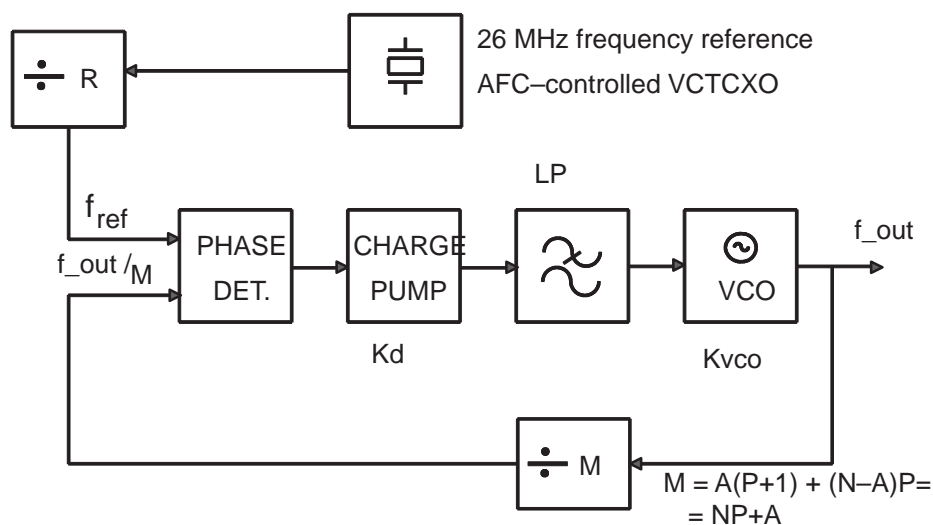 26 MHz frequency reference
AFC–controlled VCTCXO
÷ R
LP
f_ref
f_out /M
f_out
PHASE
DET.
CHARGE
PUMP
VCO
Kd
Kvco
÷ M
M = A(P+1) + (N–A)P=
= NP+A